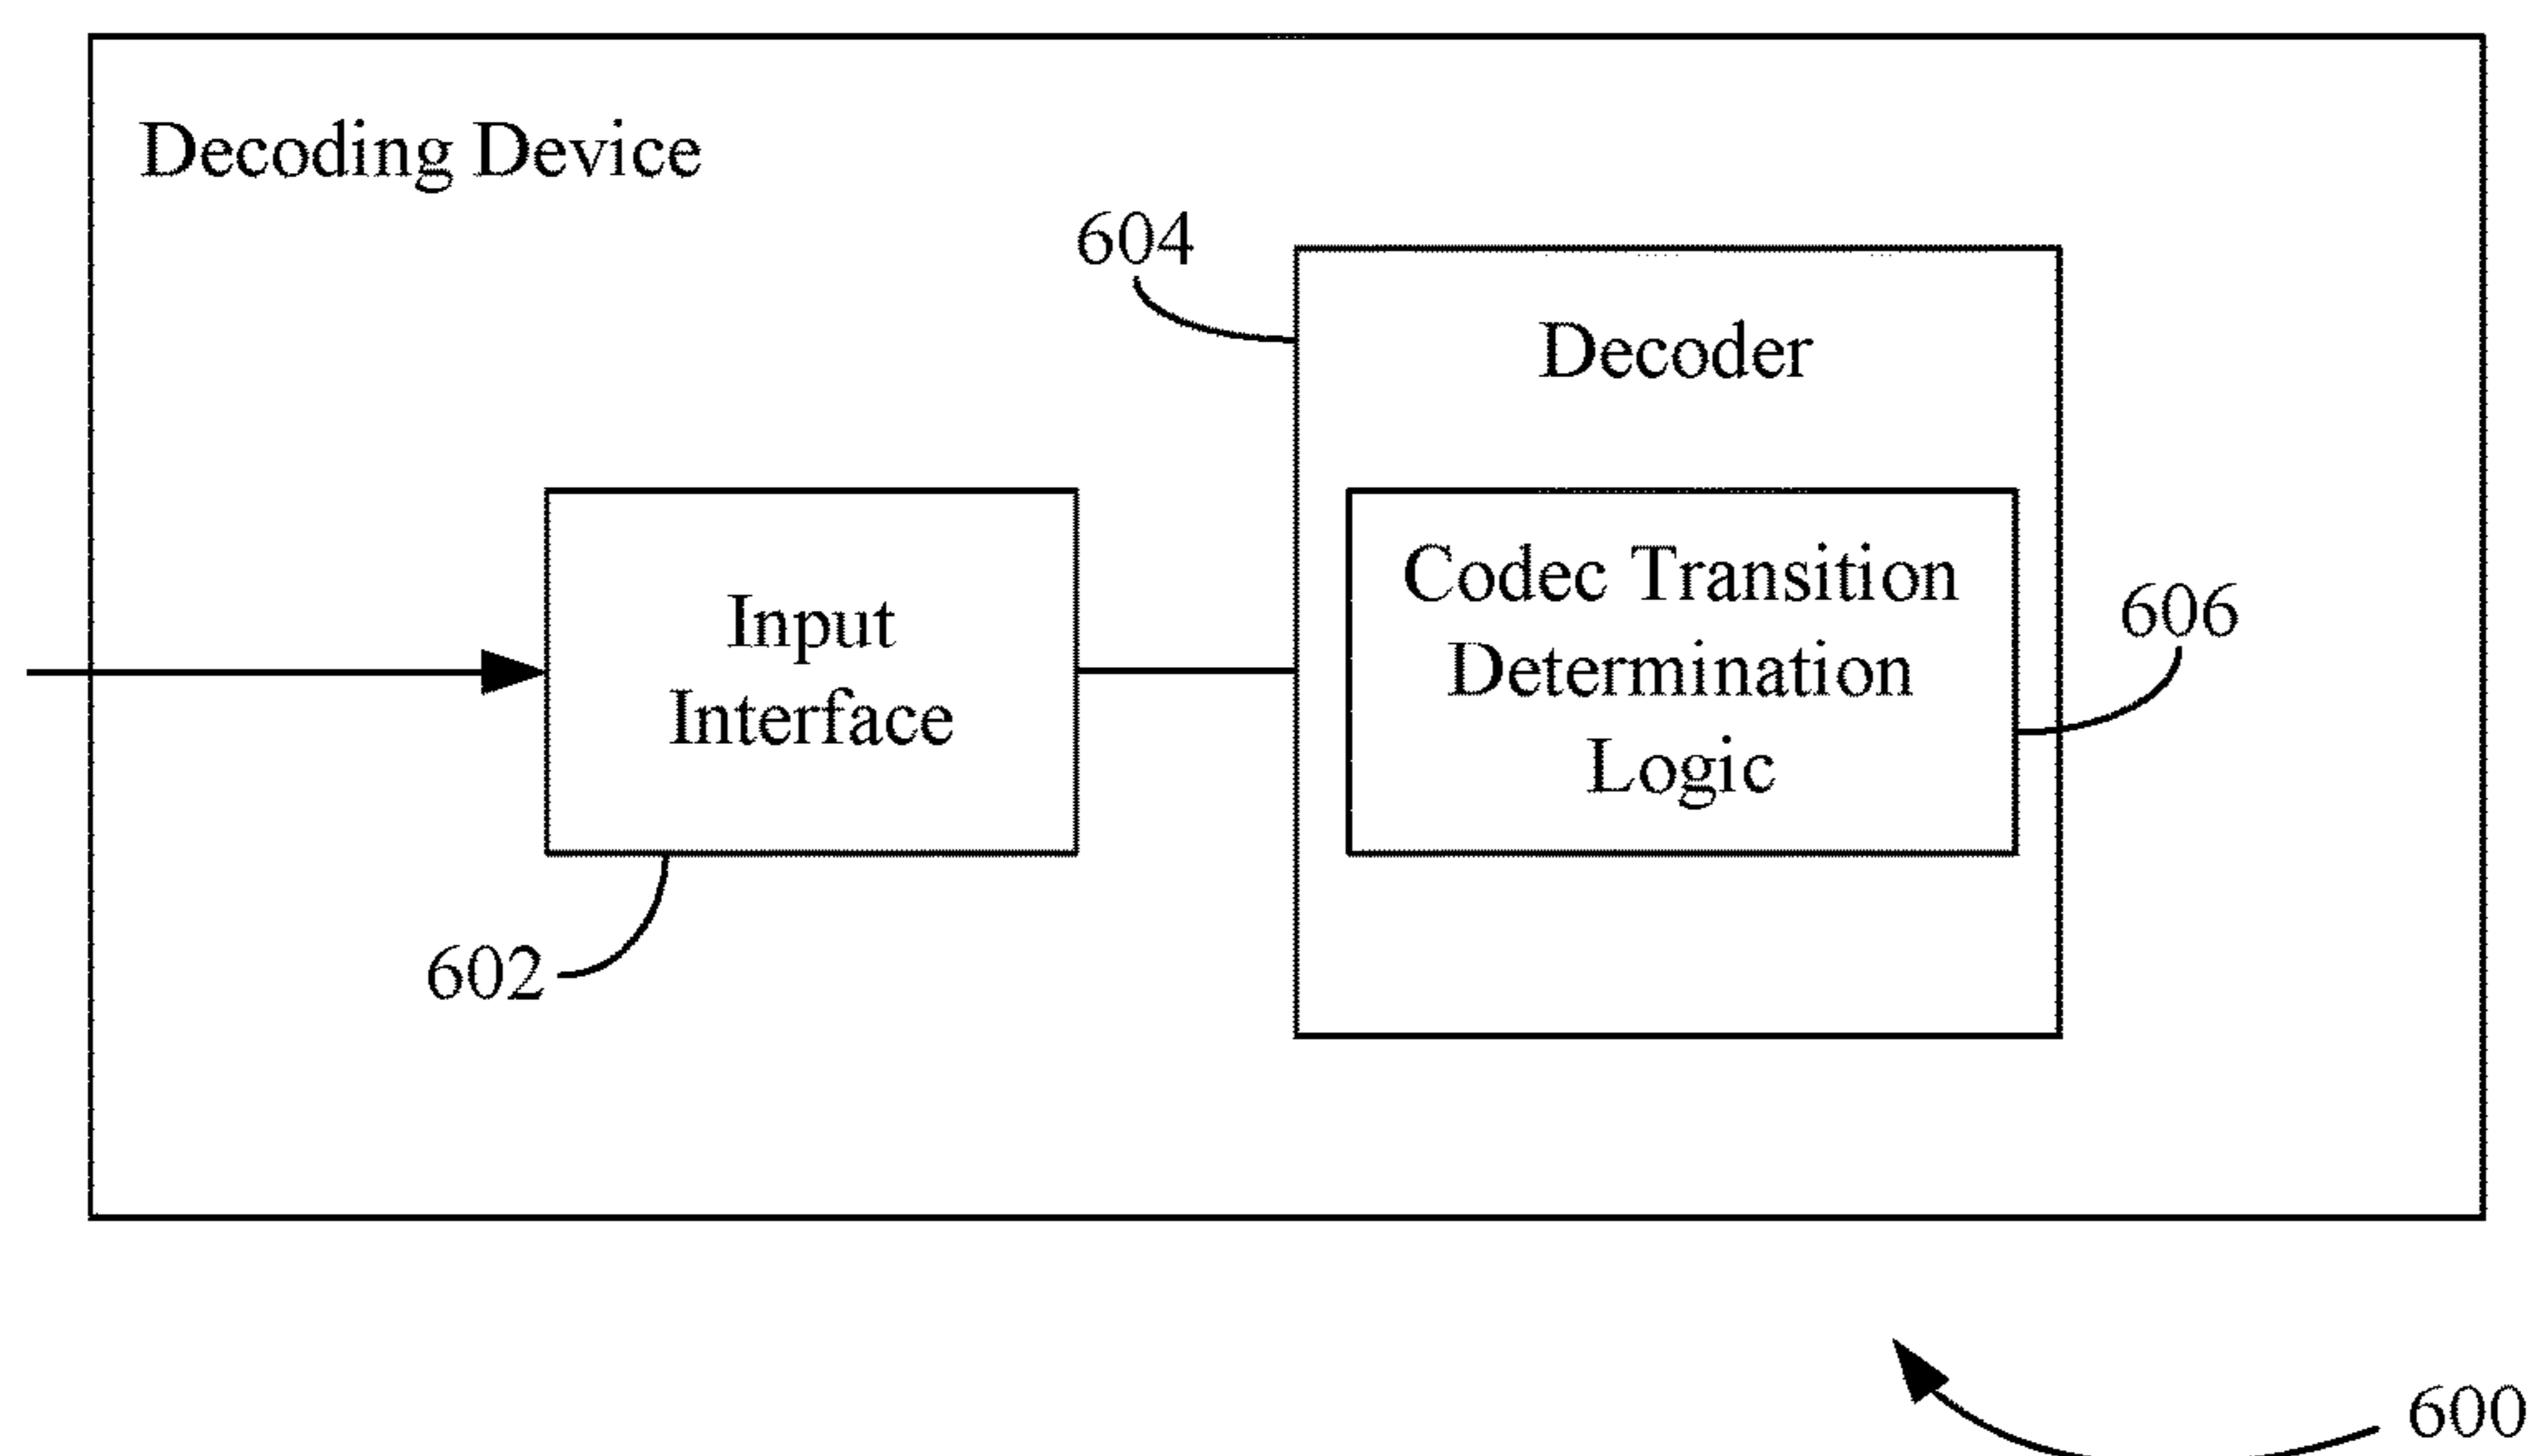 Decoding Device
604
Decoder
Codec Transition
Determination
Logic
606
Input
Interface
602
600